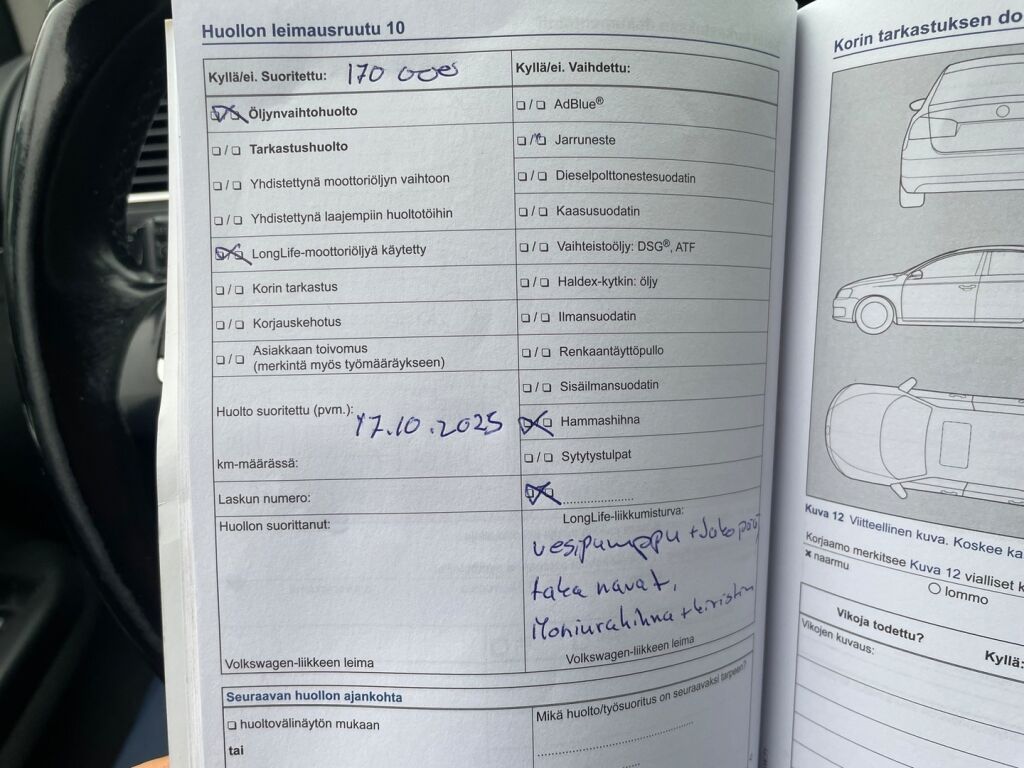 Huollon leimausruutu 10
Kyllä/ei. Suoritettu: 170 000
Öljynvaihtohuolto
☐ / ☐ Tarkastushuolto
☐ / ☐ Yhdistettynä moottoriöljyn vaihtoon
☐ / ☐ Yhdistettynä laajempiin huoltotöihin
LongLife-moottoriöljyä käytetty
☐ / ☐ Korin tarkastus
☐ / ☐ Korjauskehotus
☐ / ☐ Asiakkaan toivomus
(merkintä myös työmääräykseen)
Huolto suoritettu (pvm.): 17.10.2025
km-määrässä:
Laskun numero:
Huollon suorittanut:
Volkswagen-liikkeen leima
Kyllä/ei. Vaihdettu:
☐ / ☐ AdBlue®
☐ / ☐ Jarruneste
☐ / ☐ Dieselpolttonestesuodatin
☐ / ☐ Kaasusuodatin
☐ / ☐ Vaihteistoöljy: DSG®, ATF
☐ / ☐ Haldex-kytkin: öljy
☐ / ☐ Ilmansuodatin
☐ / ☐ Renkaantäyttöpullo
☐ / ☐ Sisäilmansuodatin
Hammashihna
☐ / ☐ Sytytystulpat
.....................
LongLife-liikkumisturva:
vesipumppu +
taka navat,
Moniurahihna + kiristin
Volkswagen-liikkeen leima
Seuraavan huollon ajankohta
☐ huoltovälinäytön mukaan
tai
Mikä huolto/työsuoritus on seuraavaksi tarpeen?
Korin tarkastuksen do
Kuva 12 Viitteellinen kuva. Koskee ka
Korjaamo merkitsee Kuva 12 vialliset k
× naarmu
○ lommo
Vikoja todettu?
Kyllä:
Vikojen kuvaus: